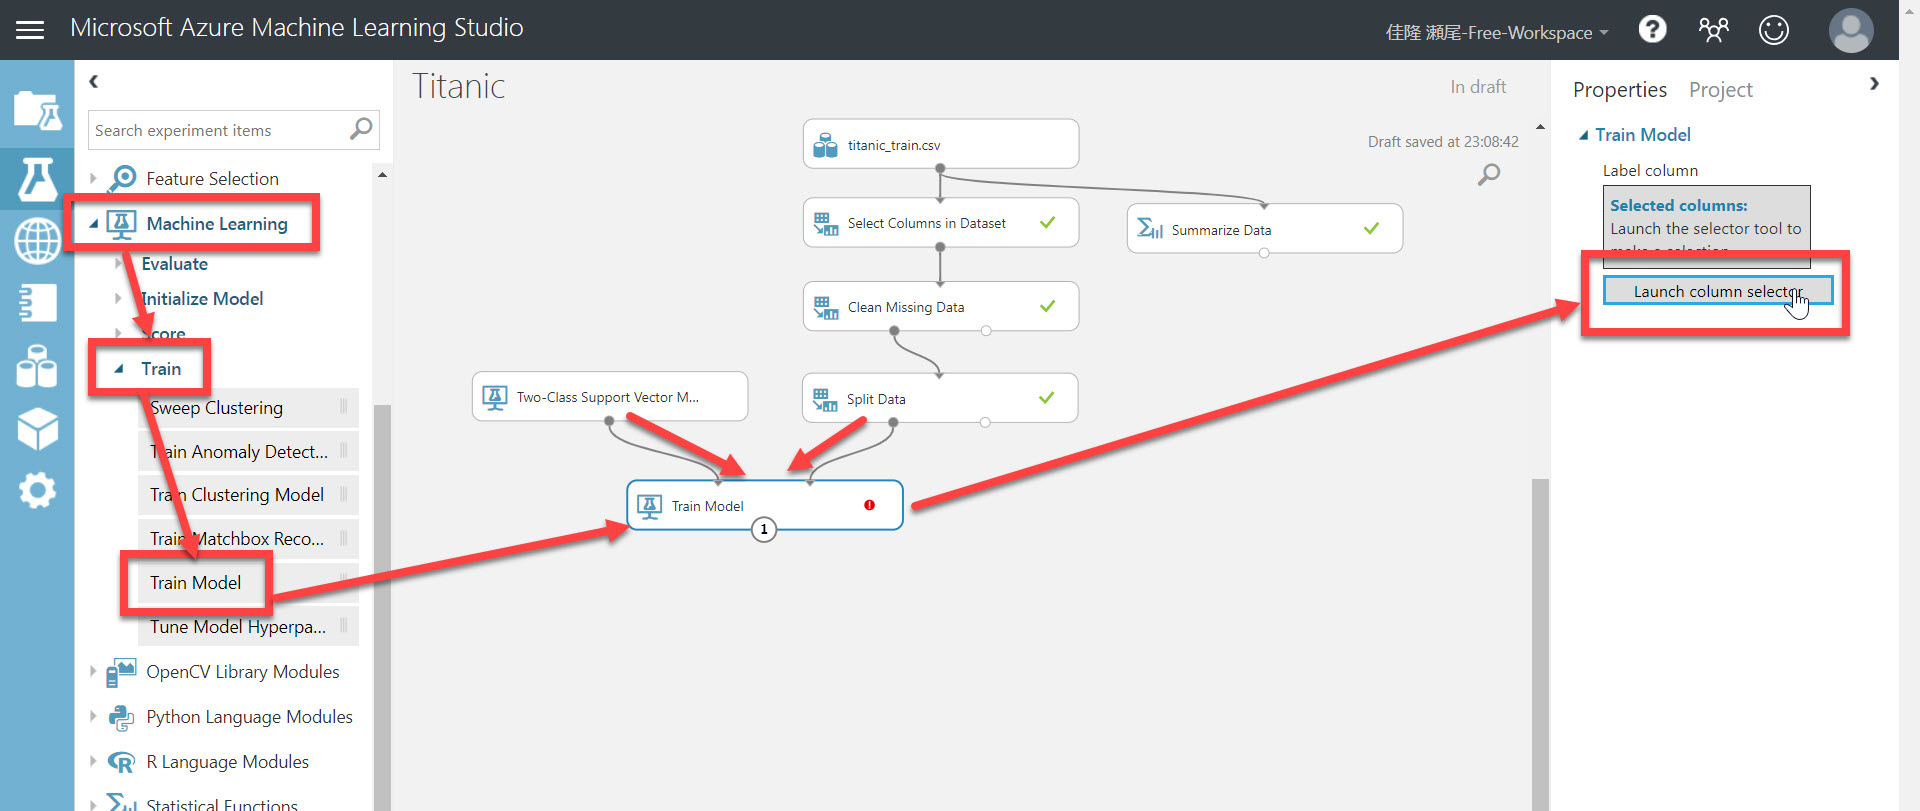 Microsoft Azure Machine Learning Studio
佳隆 瀬尾-Free-Workspace
?
Search experiment items
Feature Selection
Machine Learning
Evaluate
Initialize Model
Score
Train
Sweep Clustering
Train Anomaly Detect...
Train Clustering Model
Train Matchbox Reco...
Train Model
Tune Model Hyperpa...
OpenCV Library Modules
Python Language Modules
R Language Modules
Statistical Functions
Titanic
In draft
Draft saved at 23:08:42
titanic_train.csv
Select Columns in Dataset
Summarize Data
Clean Missing Data
Two-Class Support Vector M...
Split Data
Train Model
1
Properties Project
Train Model
Label column
Selected columns:
Launch the selector tool to
make a selection
Launch column selector